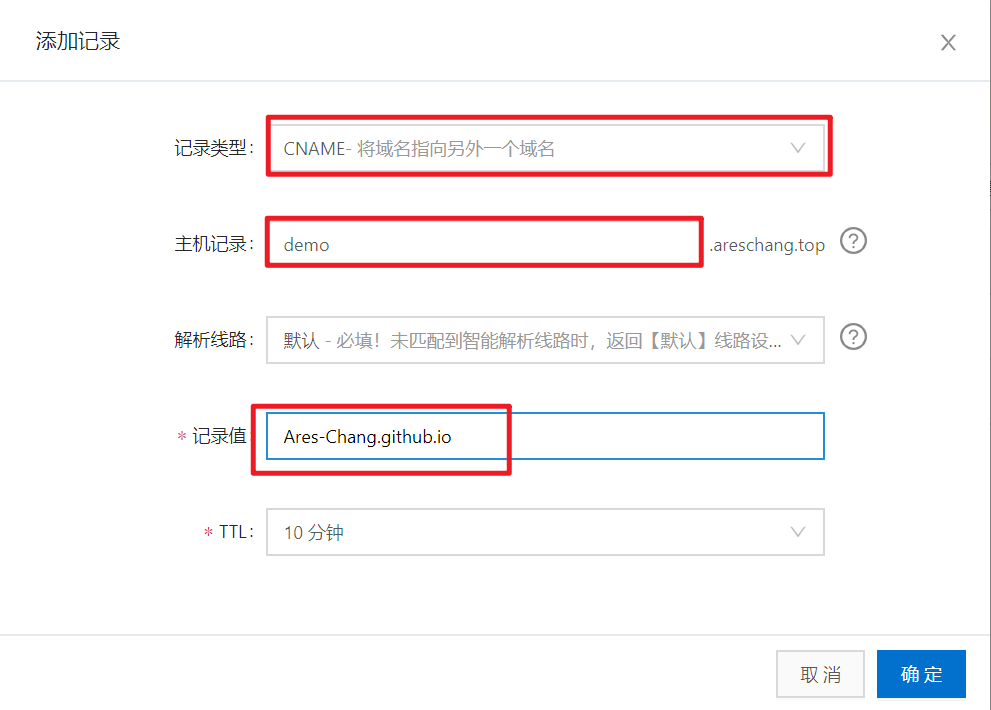 添加记录
记录类型: CNAME- 将域名指向另外一个域名
主机记录: demo .areschang.top ?
解析线路: 默认 - 必填！未匹配到智能解析线路时，返回【默认】线路设... ?
* 记录值 Ares-Chang.github.io
* TTL: 10 分钟
取 消 确 定